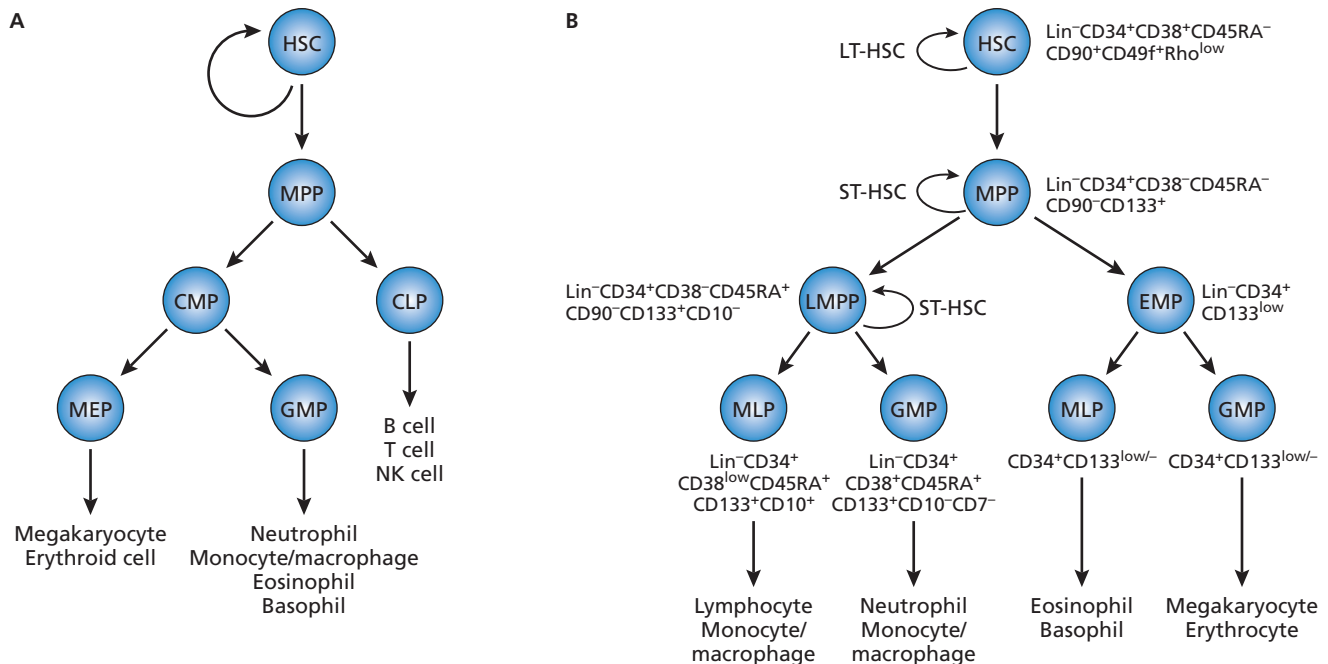 A
HSC
MPP
CMP
CLP
MEP
GMP
B cell
T cell
NK cell
Megakaryocyte
Erythroid cell
Neutrophil
Monocyte/macrophage
Eosinophil
Basophil
B
LT-HSC
HSC
Lin⁻CD34⁺CD38⁺CD45RA⁻
CD90⁺CD49f⁺Rho^low
ST-HSC
MPP
Lin⁻CD34⁺CD38⁻CD45RA⁻
CD90⁻CD133⁺
Lin⁻CD34⁺CD38⁻CD45RA⁺
CD90⁻CD133⁺CD10⁻
LMPP
ST-HSC
EMP
Lin⁻CD34⁺
CD133^low
MLP
Lin⁻CD34⁺
CD38^lowCD45RA⁺
CD133⁺CD10⁺
GMP
Lin⁻CD34⁺
CD38⁺CD45RA⁺
CD133⁺CD10⁻CD7⁻
MLP
CD34⁺CD133^low/–
GMP
CD34⁺CD133^low/–
Lymphocyte
Monocyte/
macrophage
Neutrophil
Monocyte/
macrophage
Eosinophil
Basophil
Megakaryocyte
Erythrocyte